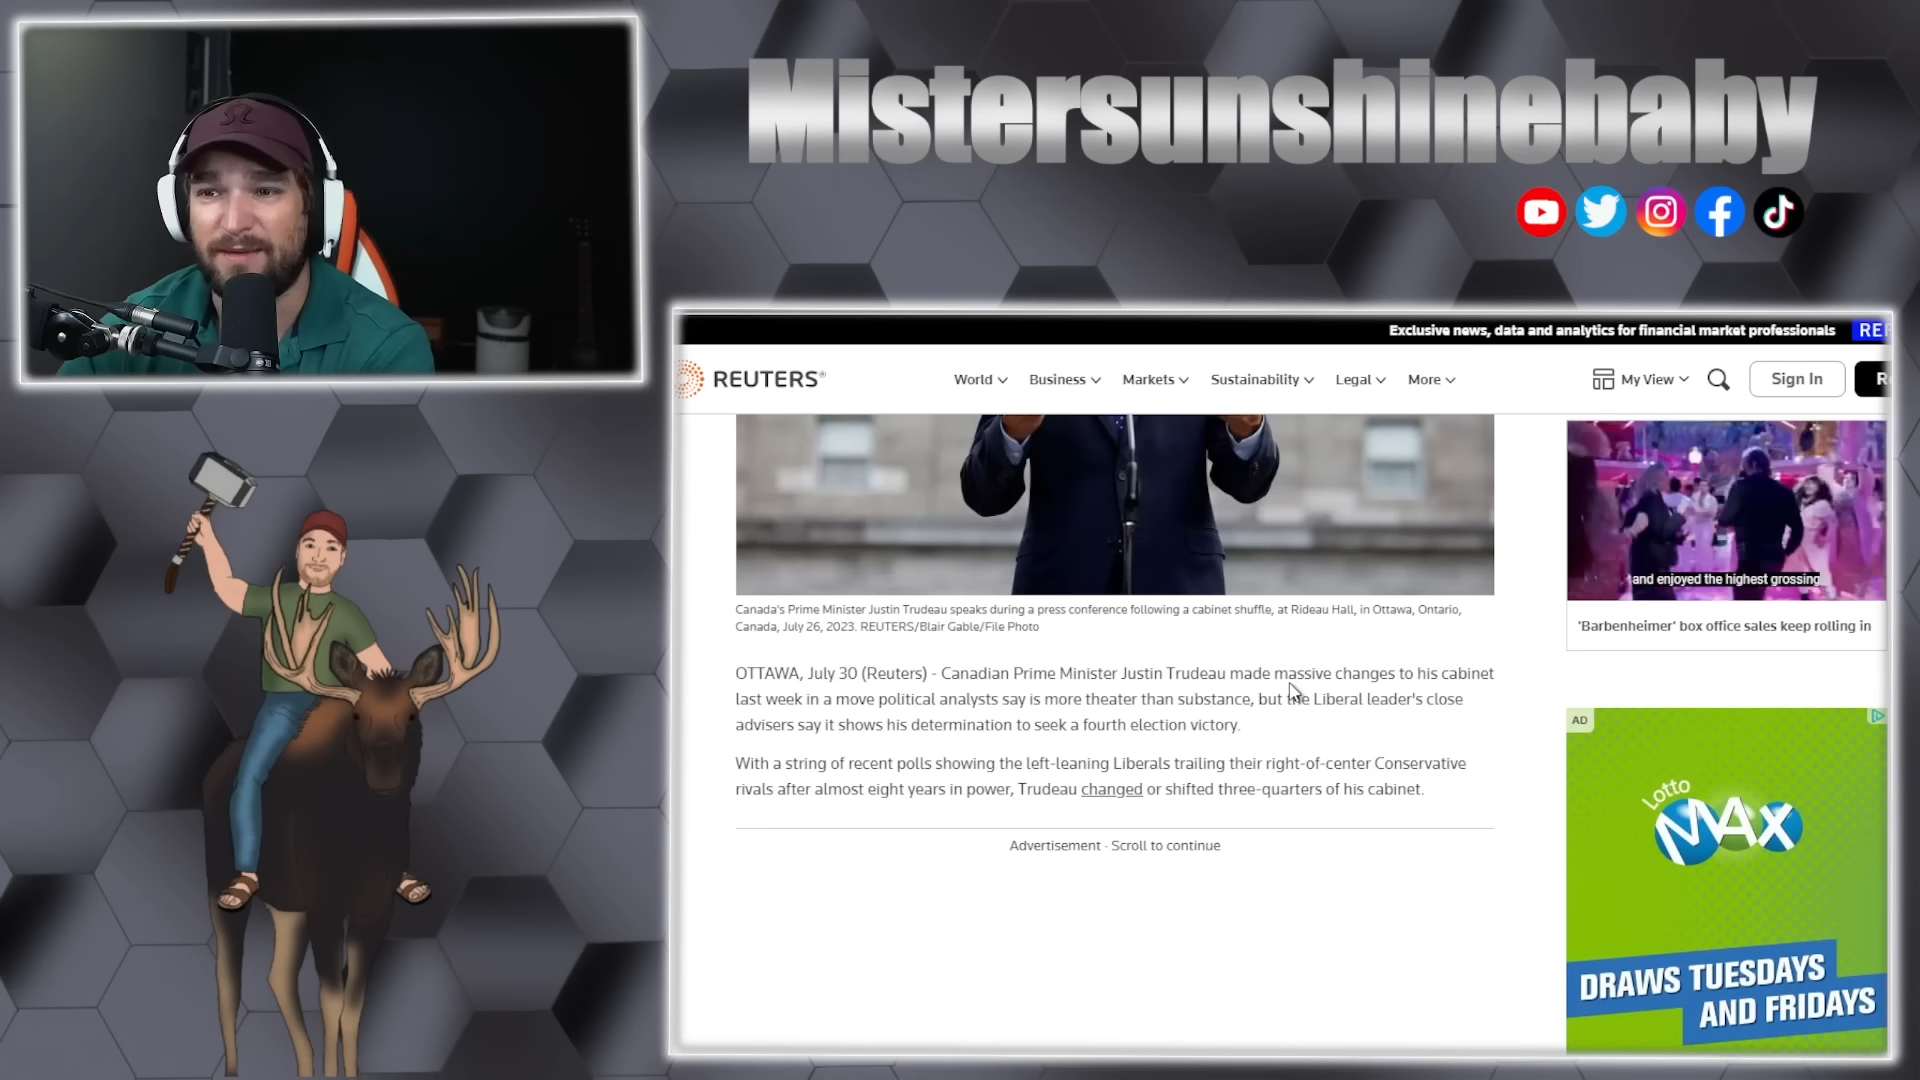 Mistersunshinebaby
Exclusive news, data and analytics for financial market professionals
REUTERS
World
Business
Markets
Sustainability
Legal
More
My View
Sign In
and enjoyed the highest grossing
'Barbenheimer' box office sales keep rolling in
Canada's Prime Minister Justin Trudeau speaks during a press conference following a cabinet shuffle, at Rideau Hall, in Ottawa, Ontario,
Canada, July 26, 2023. REUTERS/Blair Gable/File Photo
OTTAWA, July 30 (Reuters) - Canadian Prime Minister Justin Trudeau made massive changes to his cabinet
last week in a move political analysts say is more theater than substance, but the Liberal leader's close
advisers say it shows his determination to seek a fourth election victory.
With a string of recent polls showing the left-leaning Liberals trailing their right-of-center Conservative
rivals after almost eight years in power, Trudeau changed or shifted three-quarters of his cabinet.
Advertisement · Scroll to continue
AD
Lotto
MAX
DRAWS TUESDAYS
AND FRIDAYS